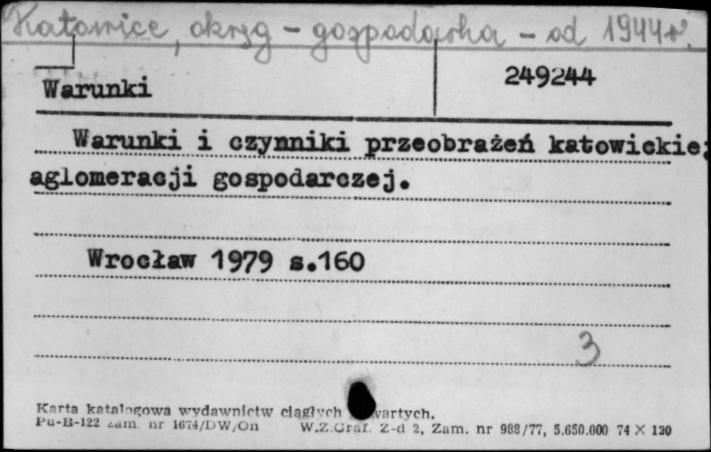 Katowice, okręg - gospodarka - od 1944 r.
Warunki 249244
Warunki i czynniki przeobrażeń katowickiej
aglomeracji gospodarczej.
Wrocław 1979 s.160
3
Karta katalogowa wydawnictw ciągłych wartych.
Pu-B-122 zam. nr 1674/DW/On W.Z.Graf. Z-d 2, Zam. nr 988/77, 5.650.000 74 X 120